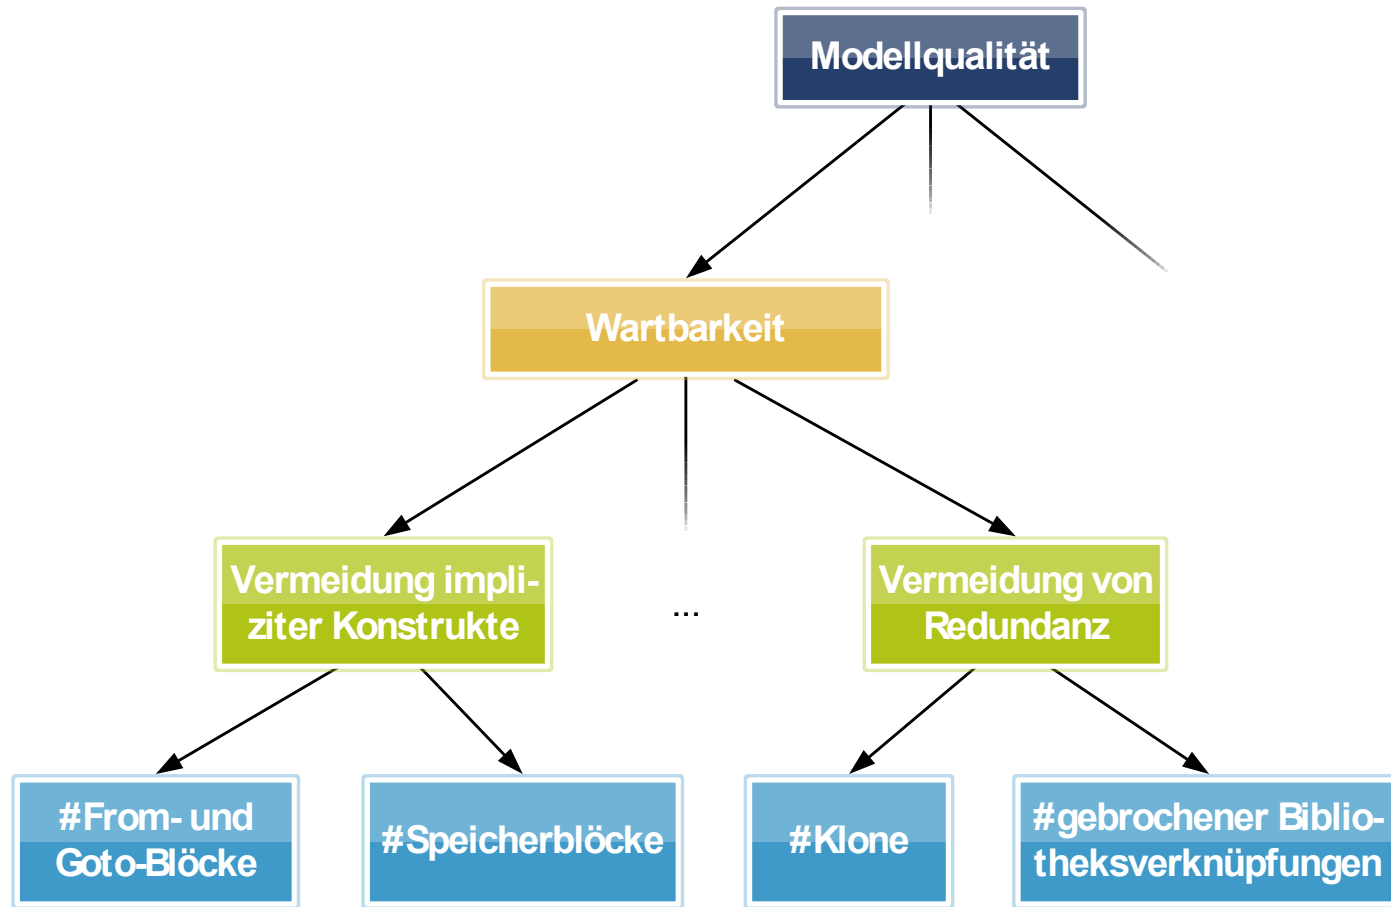 Modellqualität
Wartbarkeit
Vermeidung impli-
ziter Konstrukte
...
Vermeidung von
Redundanz
#From- und
Goto-Blöcke
#Speicherblöcke
#Klone
#gebrochener Biblio-
theksverknüpfungen